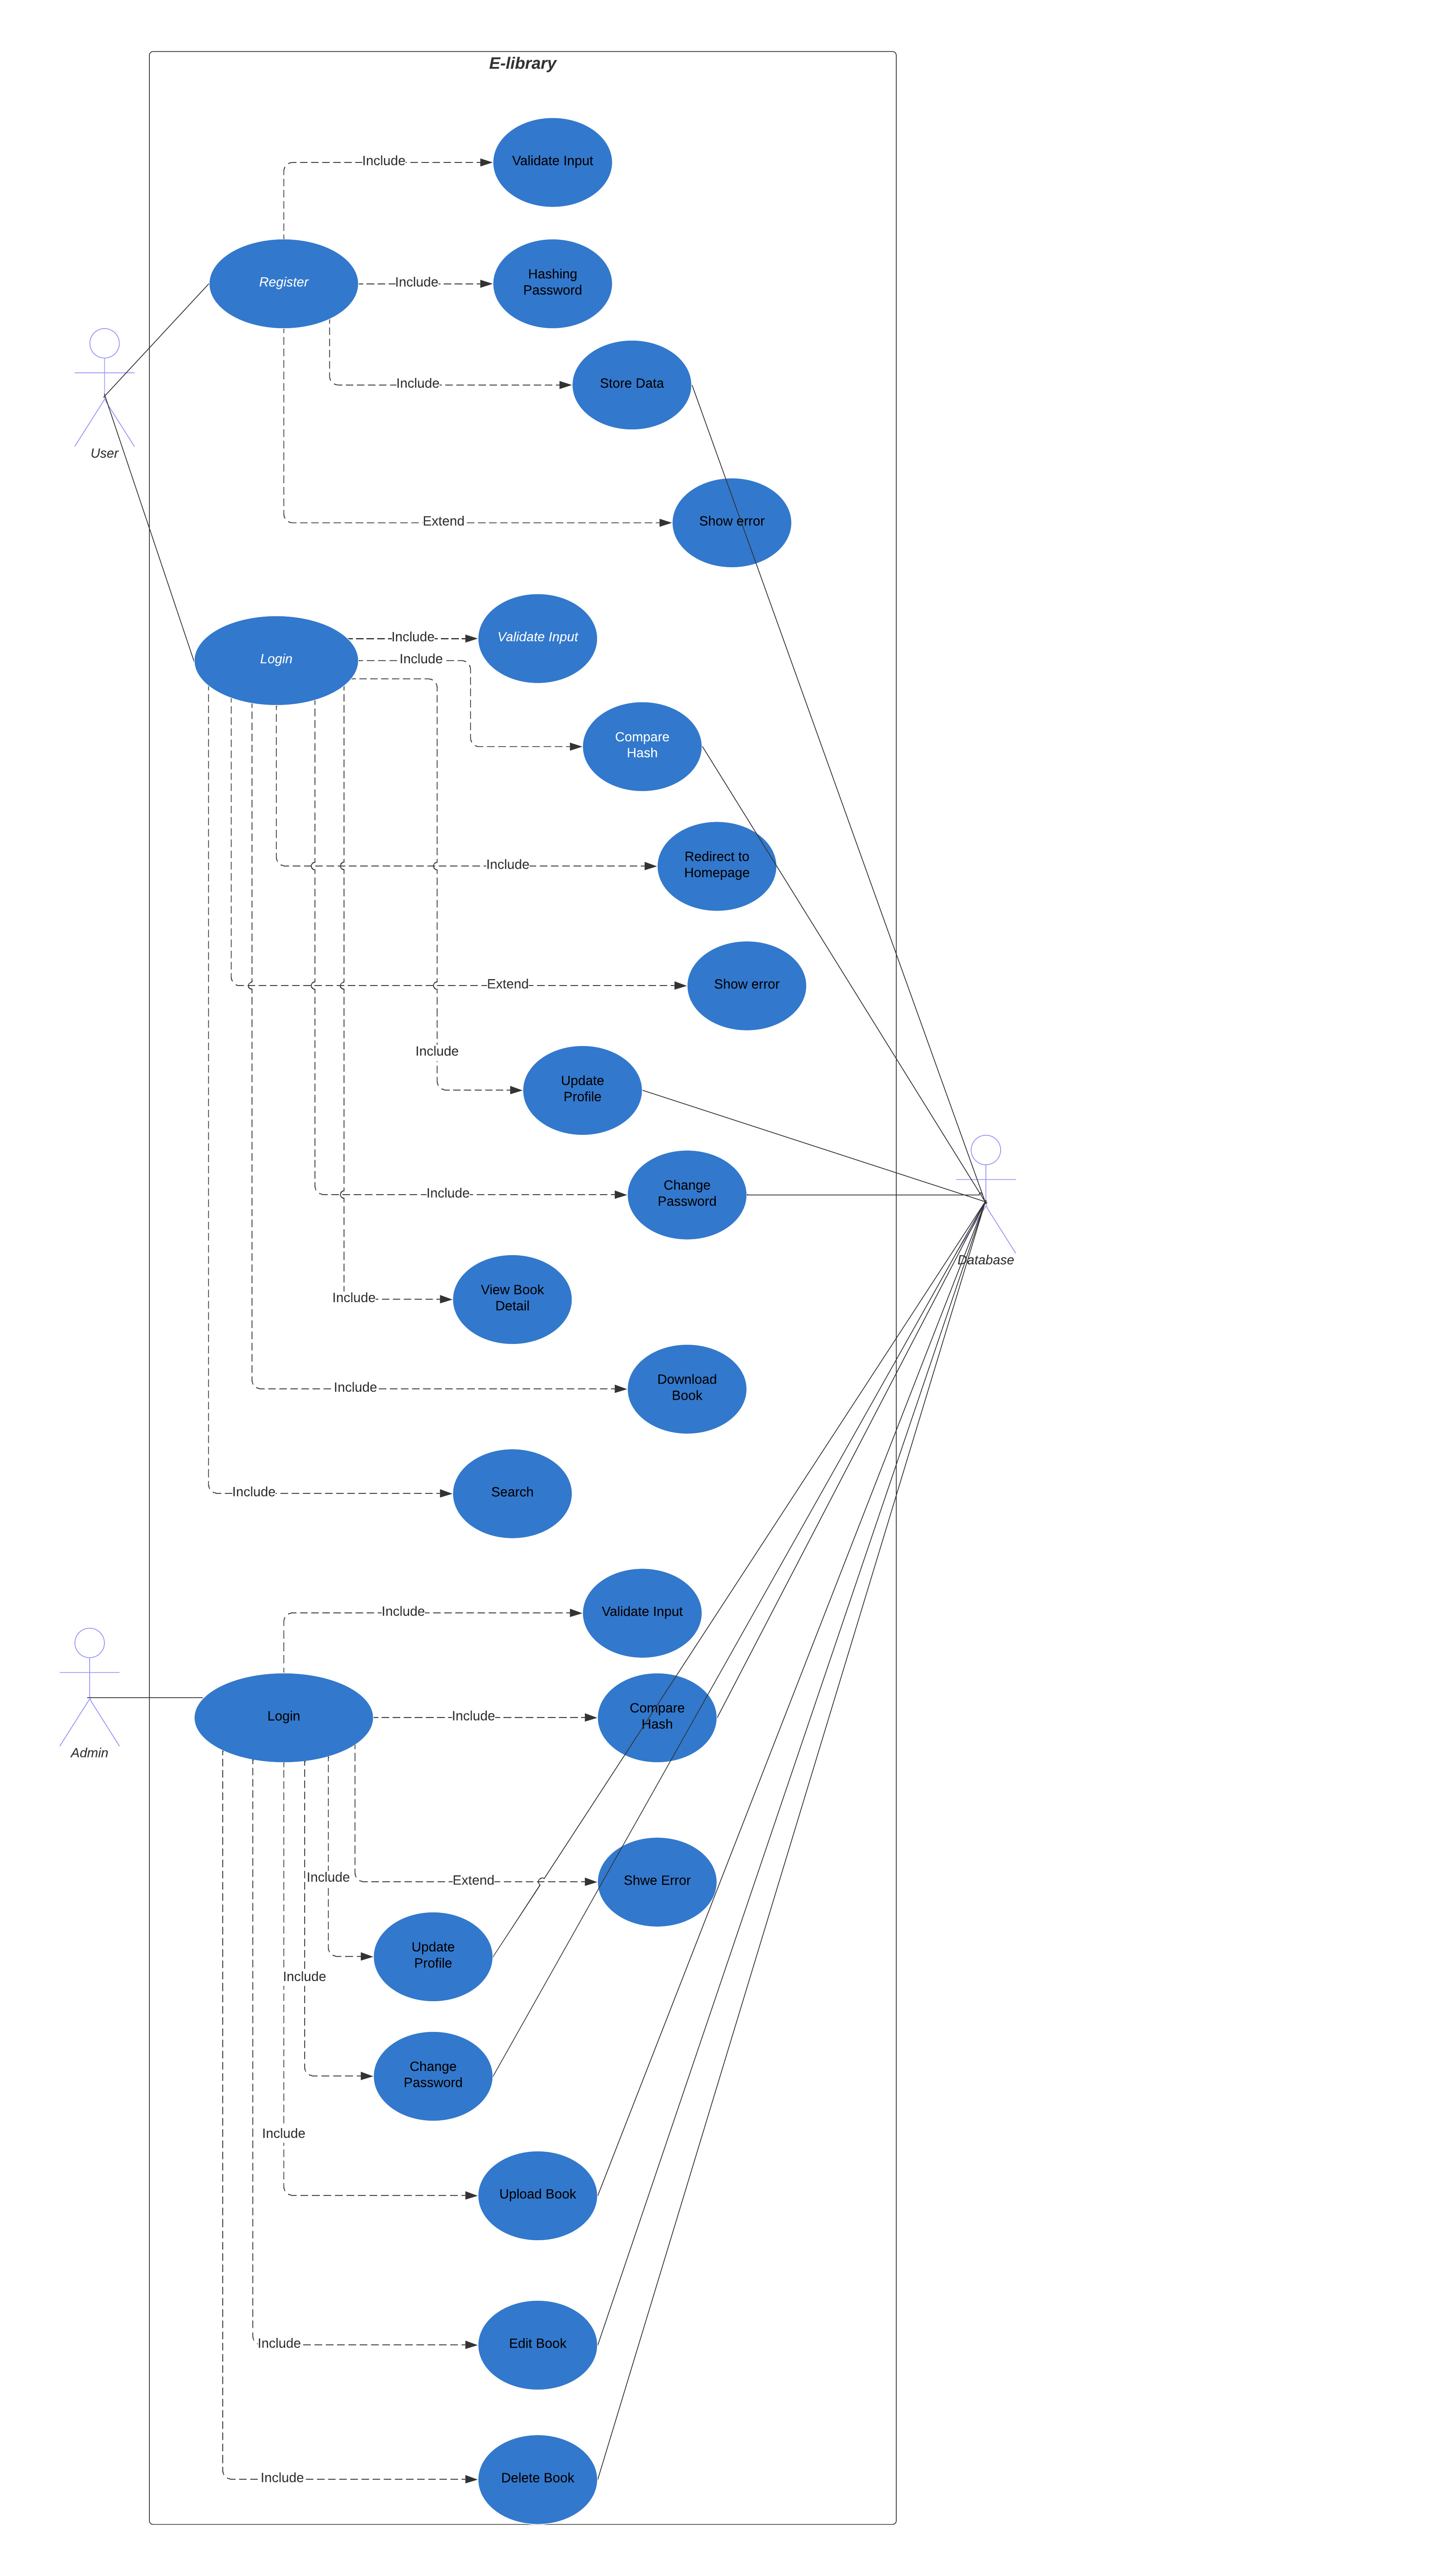 E-library
Include
Validate Input
Register
Include
Hashing
Password
Include
Store Data
User
Extend
Show error
Login
Include
Validate Input
Include
Compare
Hash
Include
Redirect to
Homepage
Extend
Show error
Include
Update
Profile
Include
Change
Password
Database
Include
View Book
Detail
Include
Download
Book
Include
Search
Include
Validate Input
Admin
Login
Include
Compare
Hash
Include
Extend
Shwe Error
Update
Profile
Include
Change
Password
Include
Upload Book
Include
Edit Book
Include
Delete Book